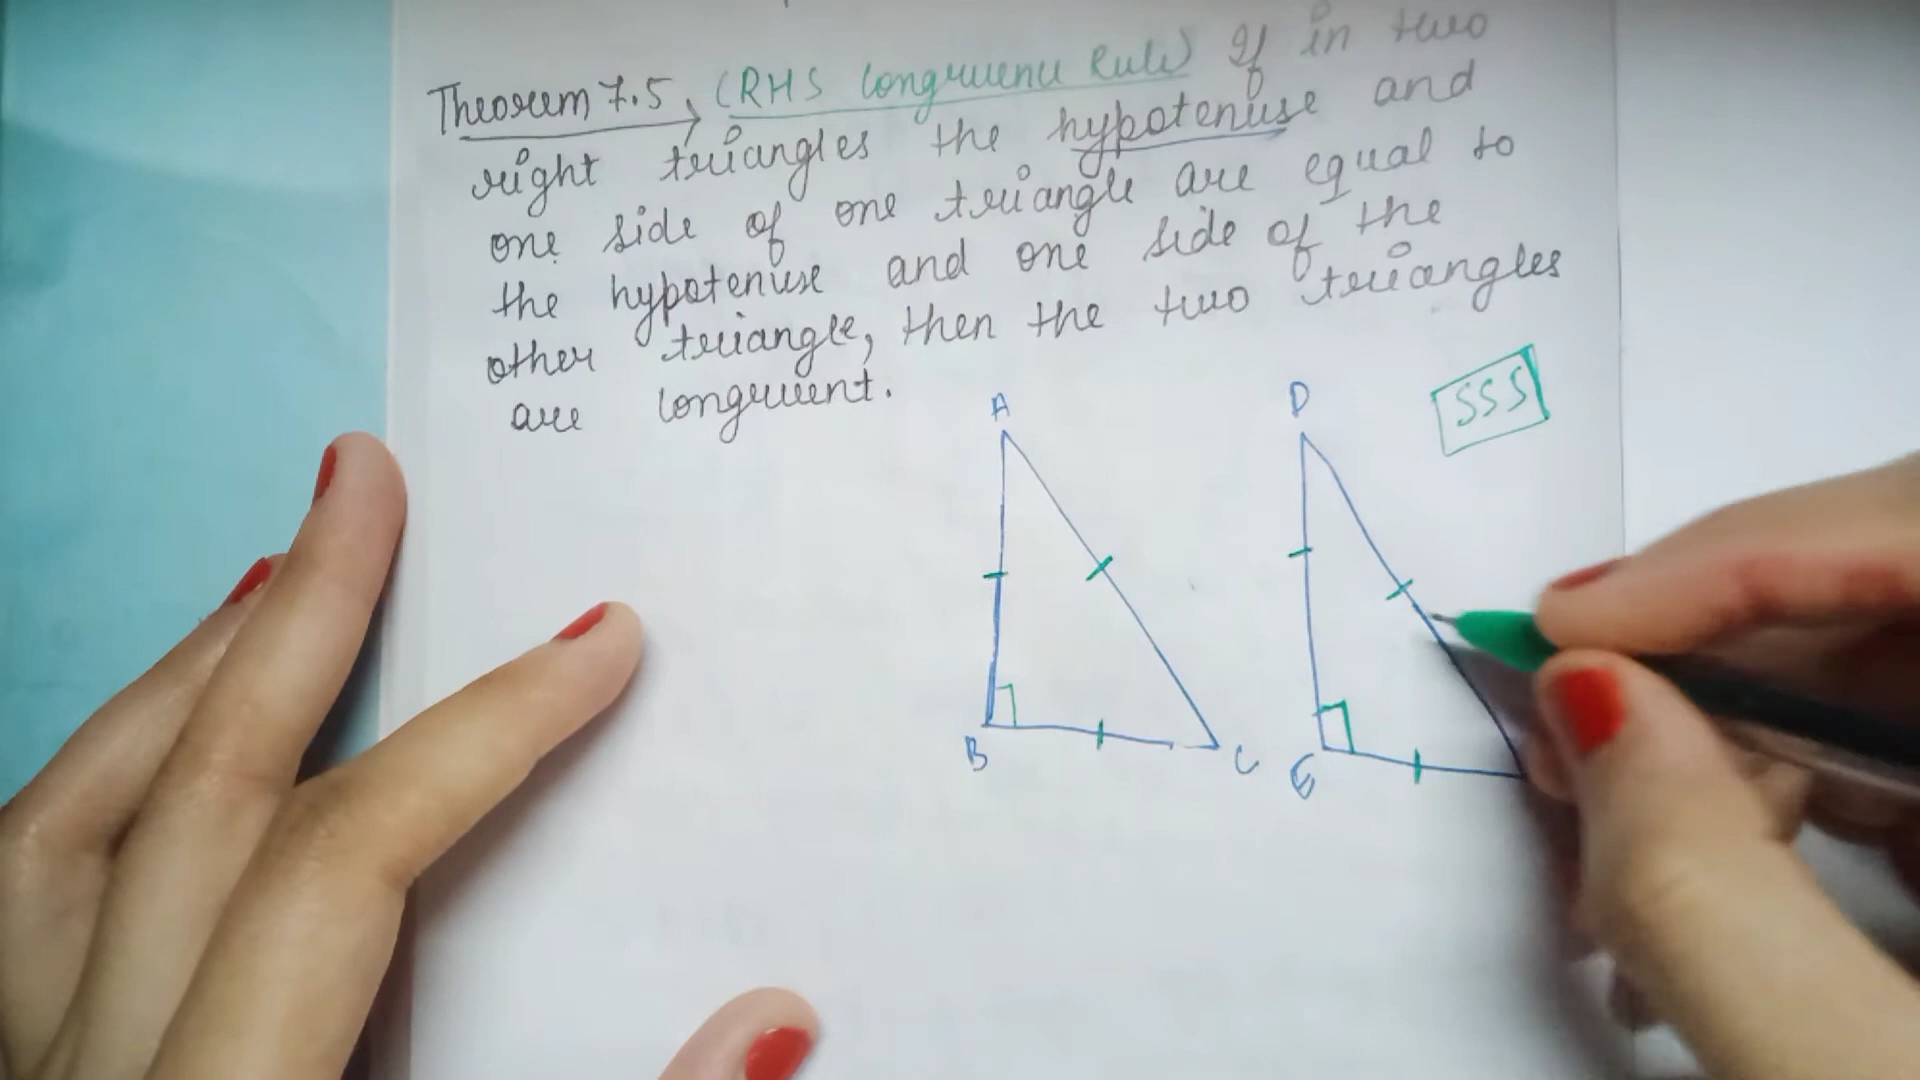 Theorem 7.5, (RHS Congruence Rule) If in two
right triangles the hypotenuse and
one side of one triangle are equal to
the hypotenuse and one side of the
other triangle, then the two triangles
are congruent.
SSS
A
D
B
C
E